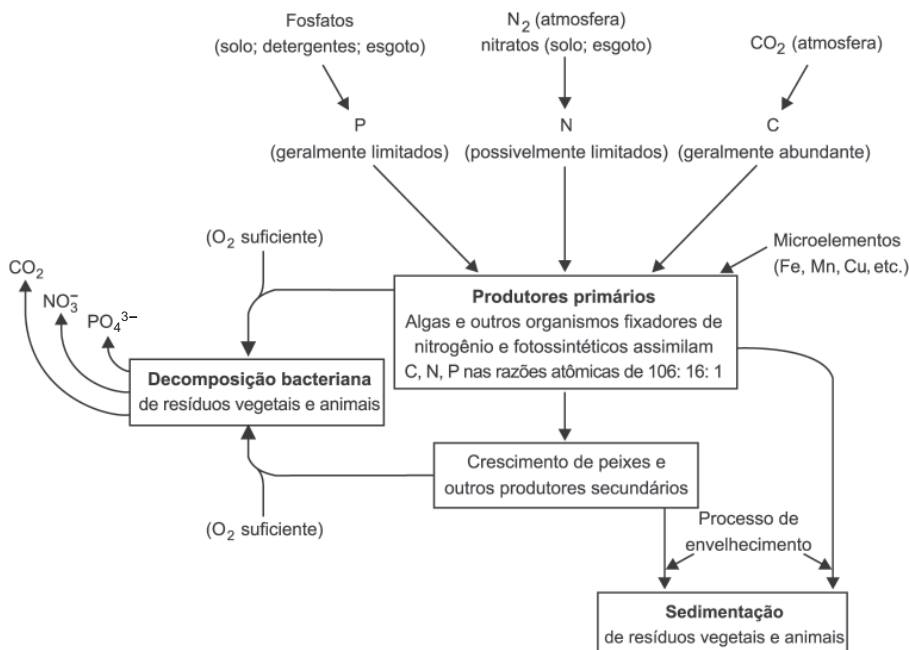 Fosfatos
(solo; detergentes; esgoto)
N₂ (atmosfera)
nitratos (solo; esgoto)
CO₂ (atmosfera)
P
(geralmente limitados)
N
(possivelmente limitados)
C
(geralmente abundante)
(O₂ suficiente)
Microelementos
(Fe, Mn, Cu, etc.)
CO₂
NO₃⁻
PO₄³⁻
Produtores primários
Algas e outros organismos fixadores de
nitrogênio e fotossintéticos assimilam
C, N, P nas razões atômicas de 106: 16: 1
Decomposição bacteriana
de resíduos vegetais e animais
Crescimento de peixes e
outros produtores secundários
(O₂ suficiente)
Processo de
envelhecimento
Sedimentação
de resíduos vegetais e animais